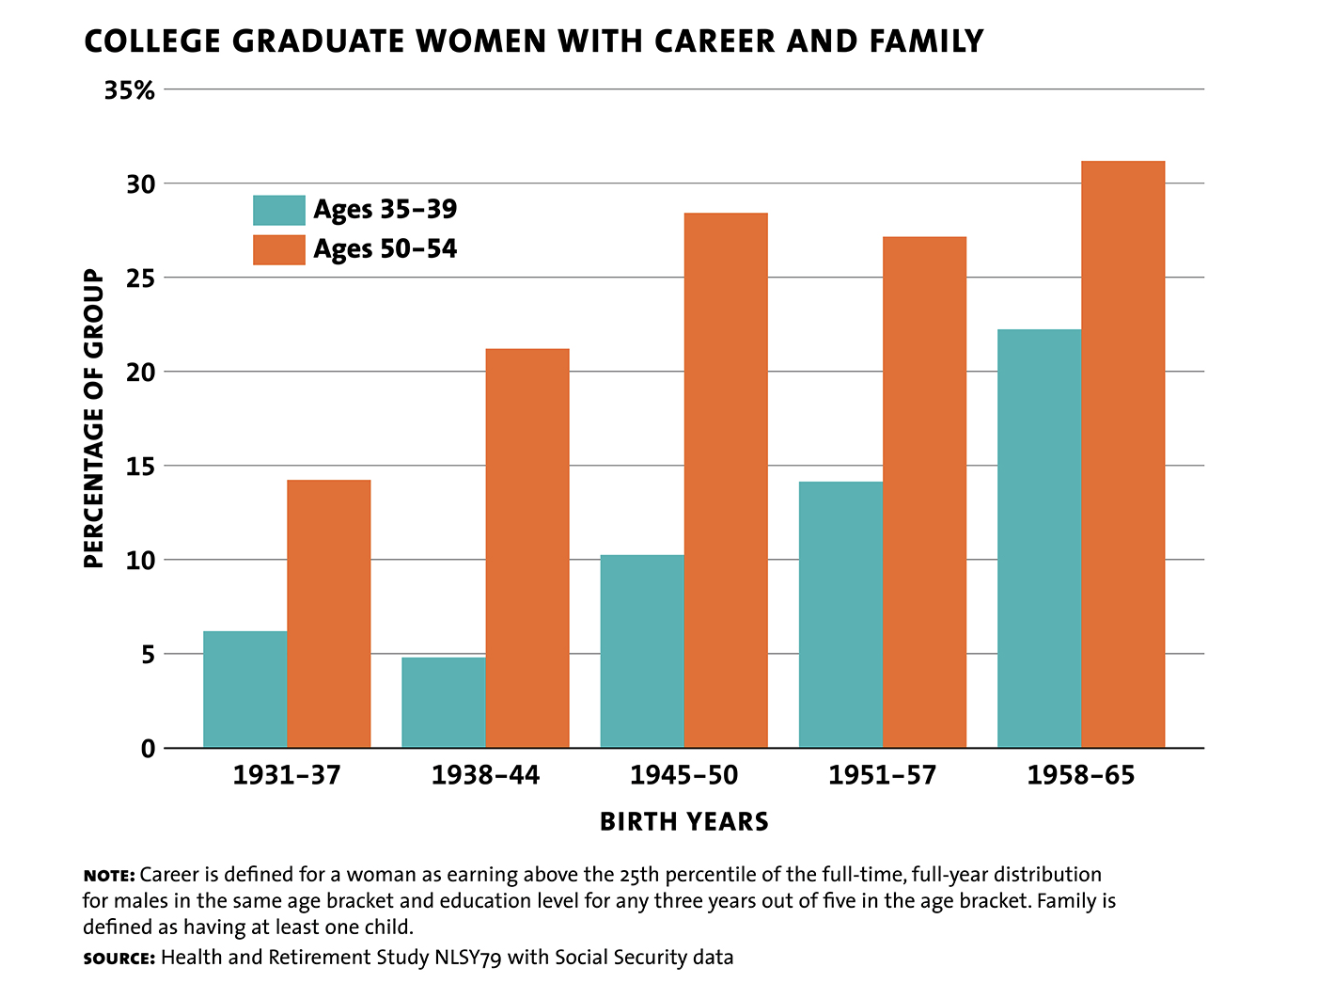 COLLEGE GRADUATE WOMEN WITH CAREER AND FAMILY
35%
30
25
20
15
10
5
0
PERCENTAGE OF GROUP
Ages 35–39
Ages 50–54
1931–37
1938–44
1945–50
1951–57
1958–65
BIRTH YEARS
NOTE: Career is defined for a woman as earning above the 25th percentile of the full-time, full-year distribution
for males in the same age bracket and education level for any three years out of five in the age bracket. Family is
defined as having at least one child.
SOURCE: Health and Retirement Study NLSY79 with Social Security data